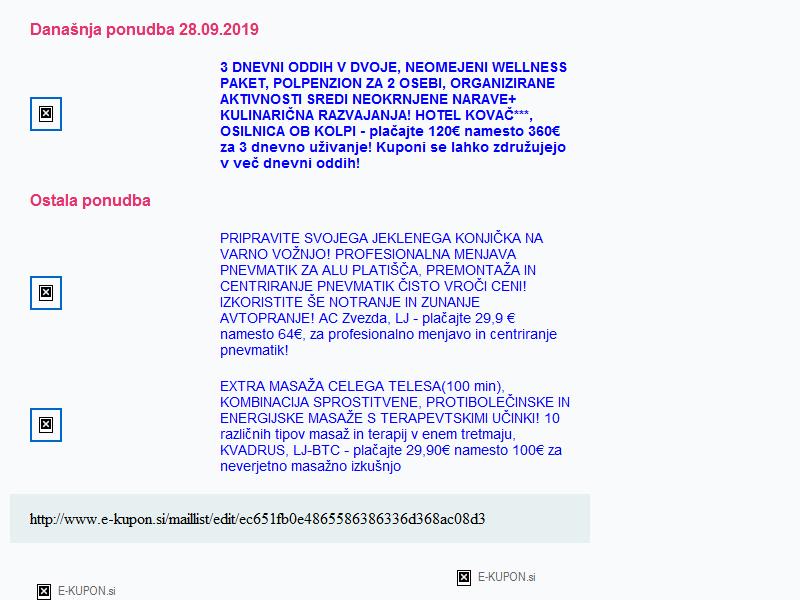 Današnja ponudba 28.09.2019
3 DNEVNI ODDIH V DVOJE, NEOMEJENI WELLNESS
PAKET, POLPENZION ZA 2 OSEBI, ORGANIZIRANE
AKTIVNOSTI SREDI NEOKRNJENE NARAVE+
KULINARIČNA RAZVAJANJA! HOTEL KOVAČ***,
OSILNICA OB KOLPI - plačajte 120€ namesto 360€
za 3 dnevno uživanje! Kuponi se lahko združujejo
v več dnevni oddih!
Ostala ponudba
PRIPRAVITE SVOJEGA JEKLENEGA KONJIČKA NA
VARNO VOŽNJO! PROFESIONALNA MENJAVA
PNEVMATIK ZA ALU PLATIŠČA, PREMONTAŽA IN
CENTRIRANJE PNEVMATIK ČISTO VROČI CENI!
IZKORISTITE ŠE NOTRANJE IN ZUNANJE
AVTOPRANJE! AC Zvezda, LJ - plačajte 29,9 €
namesto 64€, za profesionalno menjavo in centriranje
pnevmatik!
EXTRA MASAŽA CELEGA TELESA(100 min),
KOMBINACIJA SPROSTITVENE, PROTIBOLEČINSKE IN
ENERGIJSKE MASAŽE S TERAPEVTSKIMI UČINKI! 10
različnih tipov masaž in terapij v enem tretmaju,
KVADRUS, LJ-BTC - plačajte 29,90€ namesto 100€ za
neverjetno masažno izkušnjo
http://www.e-kupon.si/maillist/edit/ec651fb0e4865586386336d368ac08d3
E-KUPON.si
E-KUPON.si